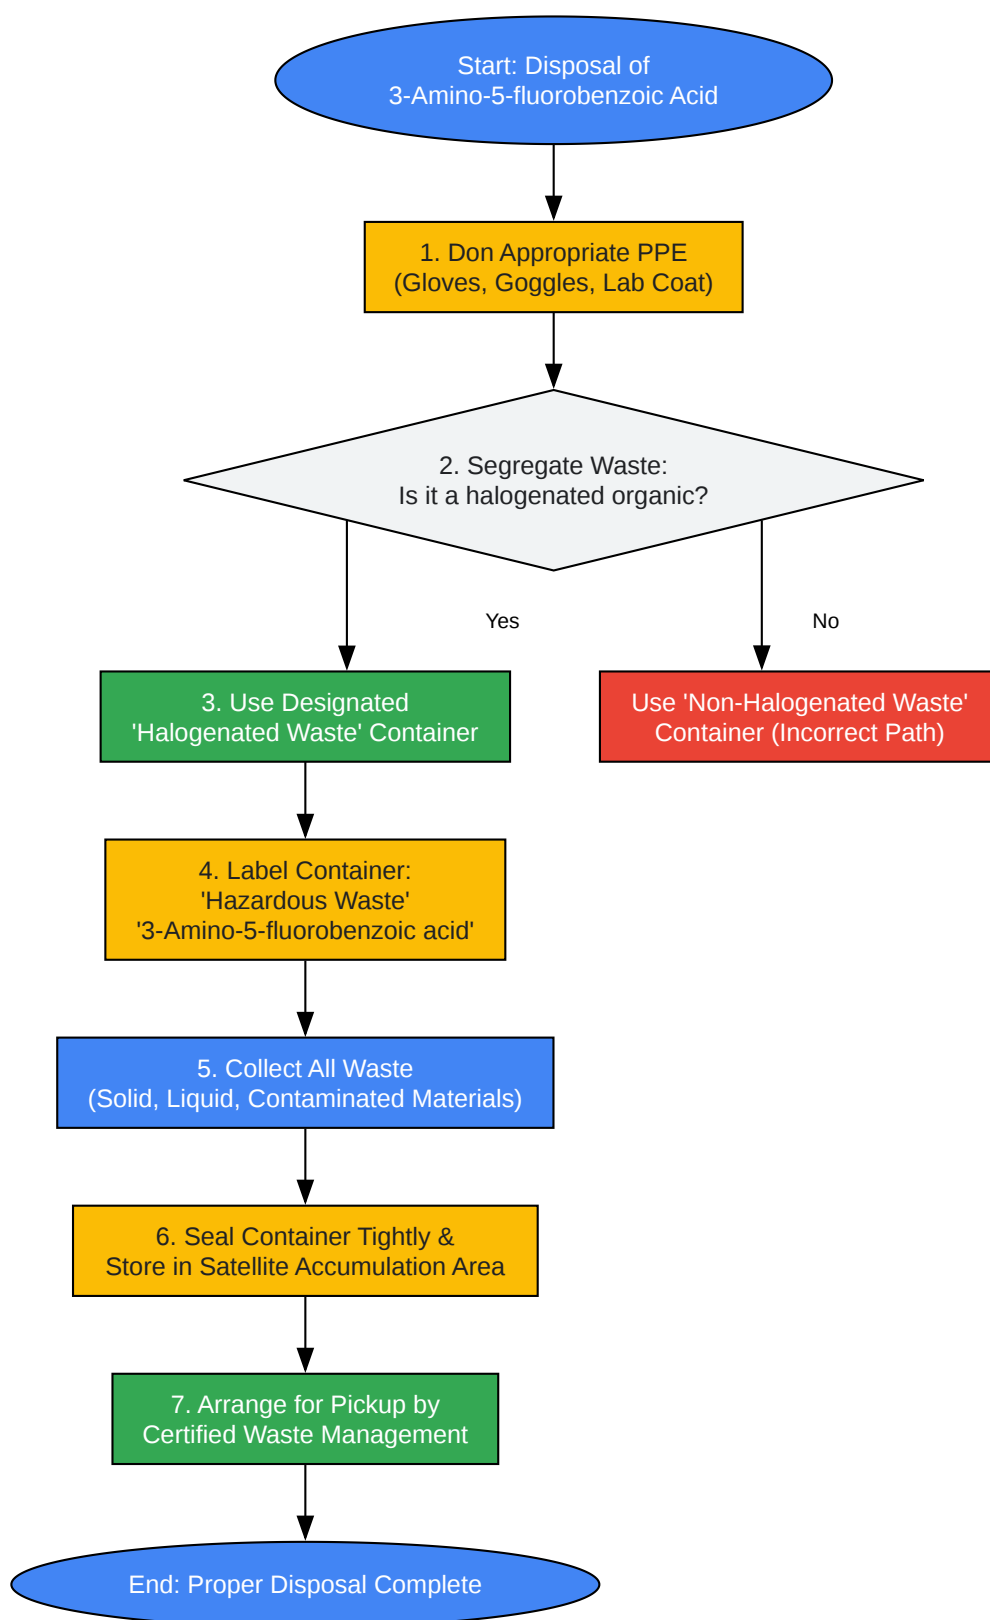 Start: Disposal of
3-Amino-5-fluorobenzoic Acid
1. Don Appropriate PPE
(Gloves, Goggles, Lab Coat)
2. Segregate Waste:
Is it a halogenated organic?
Yes
No
3. Use Designated
'Halogenated Waste' Container
Use 'Non-Halogenated Waste'
Container (Incorrect Path)
4. Label Container:
'Hazardous Waste'
'3-Amino-5-fluorobenzoic acid'
5. Collect All Waste
(Solid, Liquid, Contaminated Materials)
6. Seal Container Tightly &
Store in Satellite Accumulation Area
7. Arrange for Pickup by
Certified Waste Management
End: Proper Disposal Complete